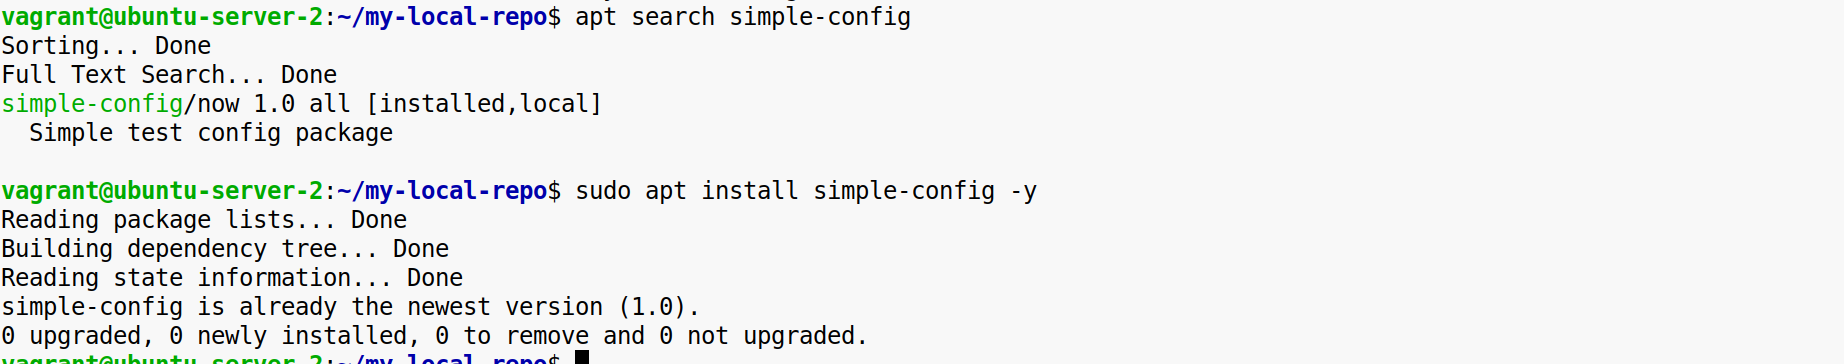 vagrant@ubuntu-server-2:~/my-local-repo$ apt search simple-config
Sorting... Done
Full Text Search... Done
simple-config/now 1.0 all [installed,local]
  Simple test config package

vagrant@ubuntu-server-2:~/my-local-repo$ sudo apt install simple-config -y
Reading package lists... Done
Building dependency tree... Done
Reading state information... Done
simple-config is already the newest version (1.0).
0 upgraded, 0 newly installed, 0 to remove and 0 not upgraded.
vagrant@ubuntu-server-2:~/my-local-repo$